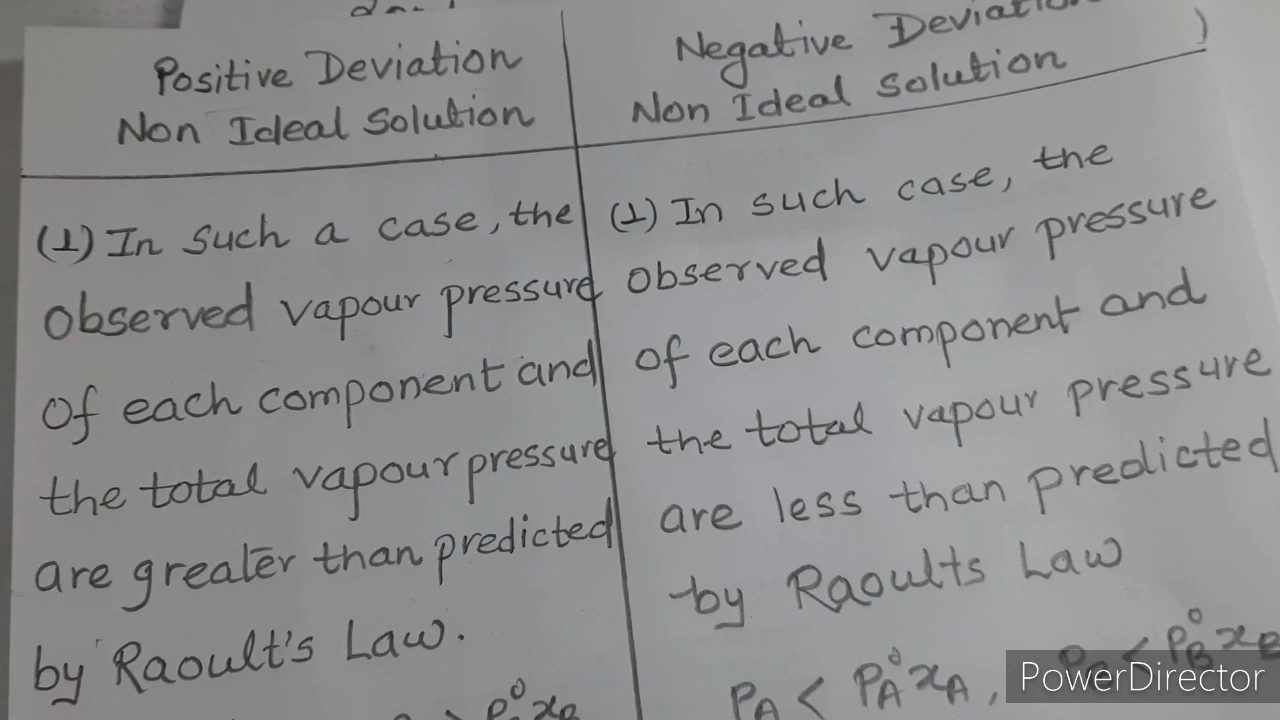 Positive Deviation
Non Ideal Solution
(1) In such a case, the
observed vapour pressure
of each component and
the total vapour pressure
are greater than predicted
by Raoult's Law.
> P°
Negative Deviation
Non Ideal Solution
(1) In such case, the
observed vapour pressure
of each component and
the total vapour pressure
are less than predicted
by Raoults Law
PA < P°A xA, < P°B xB
PowerDirector